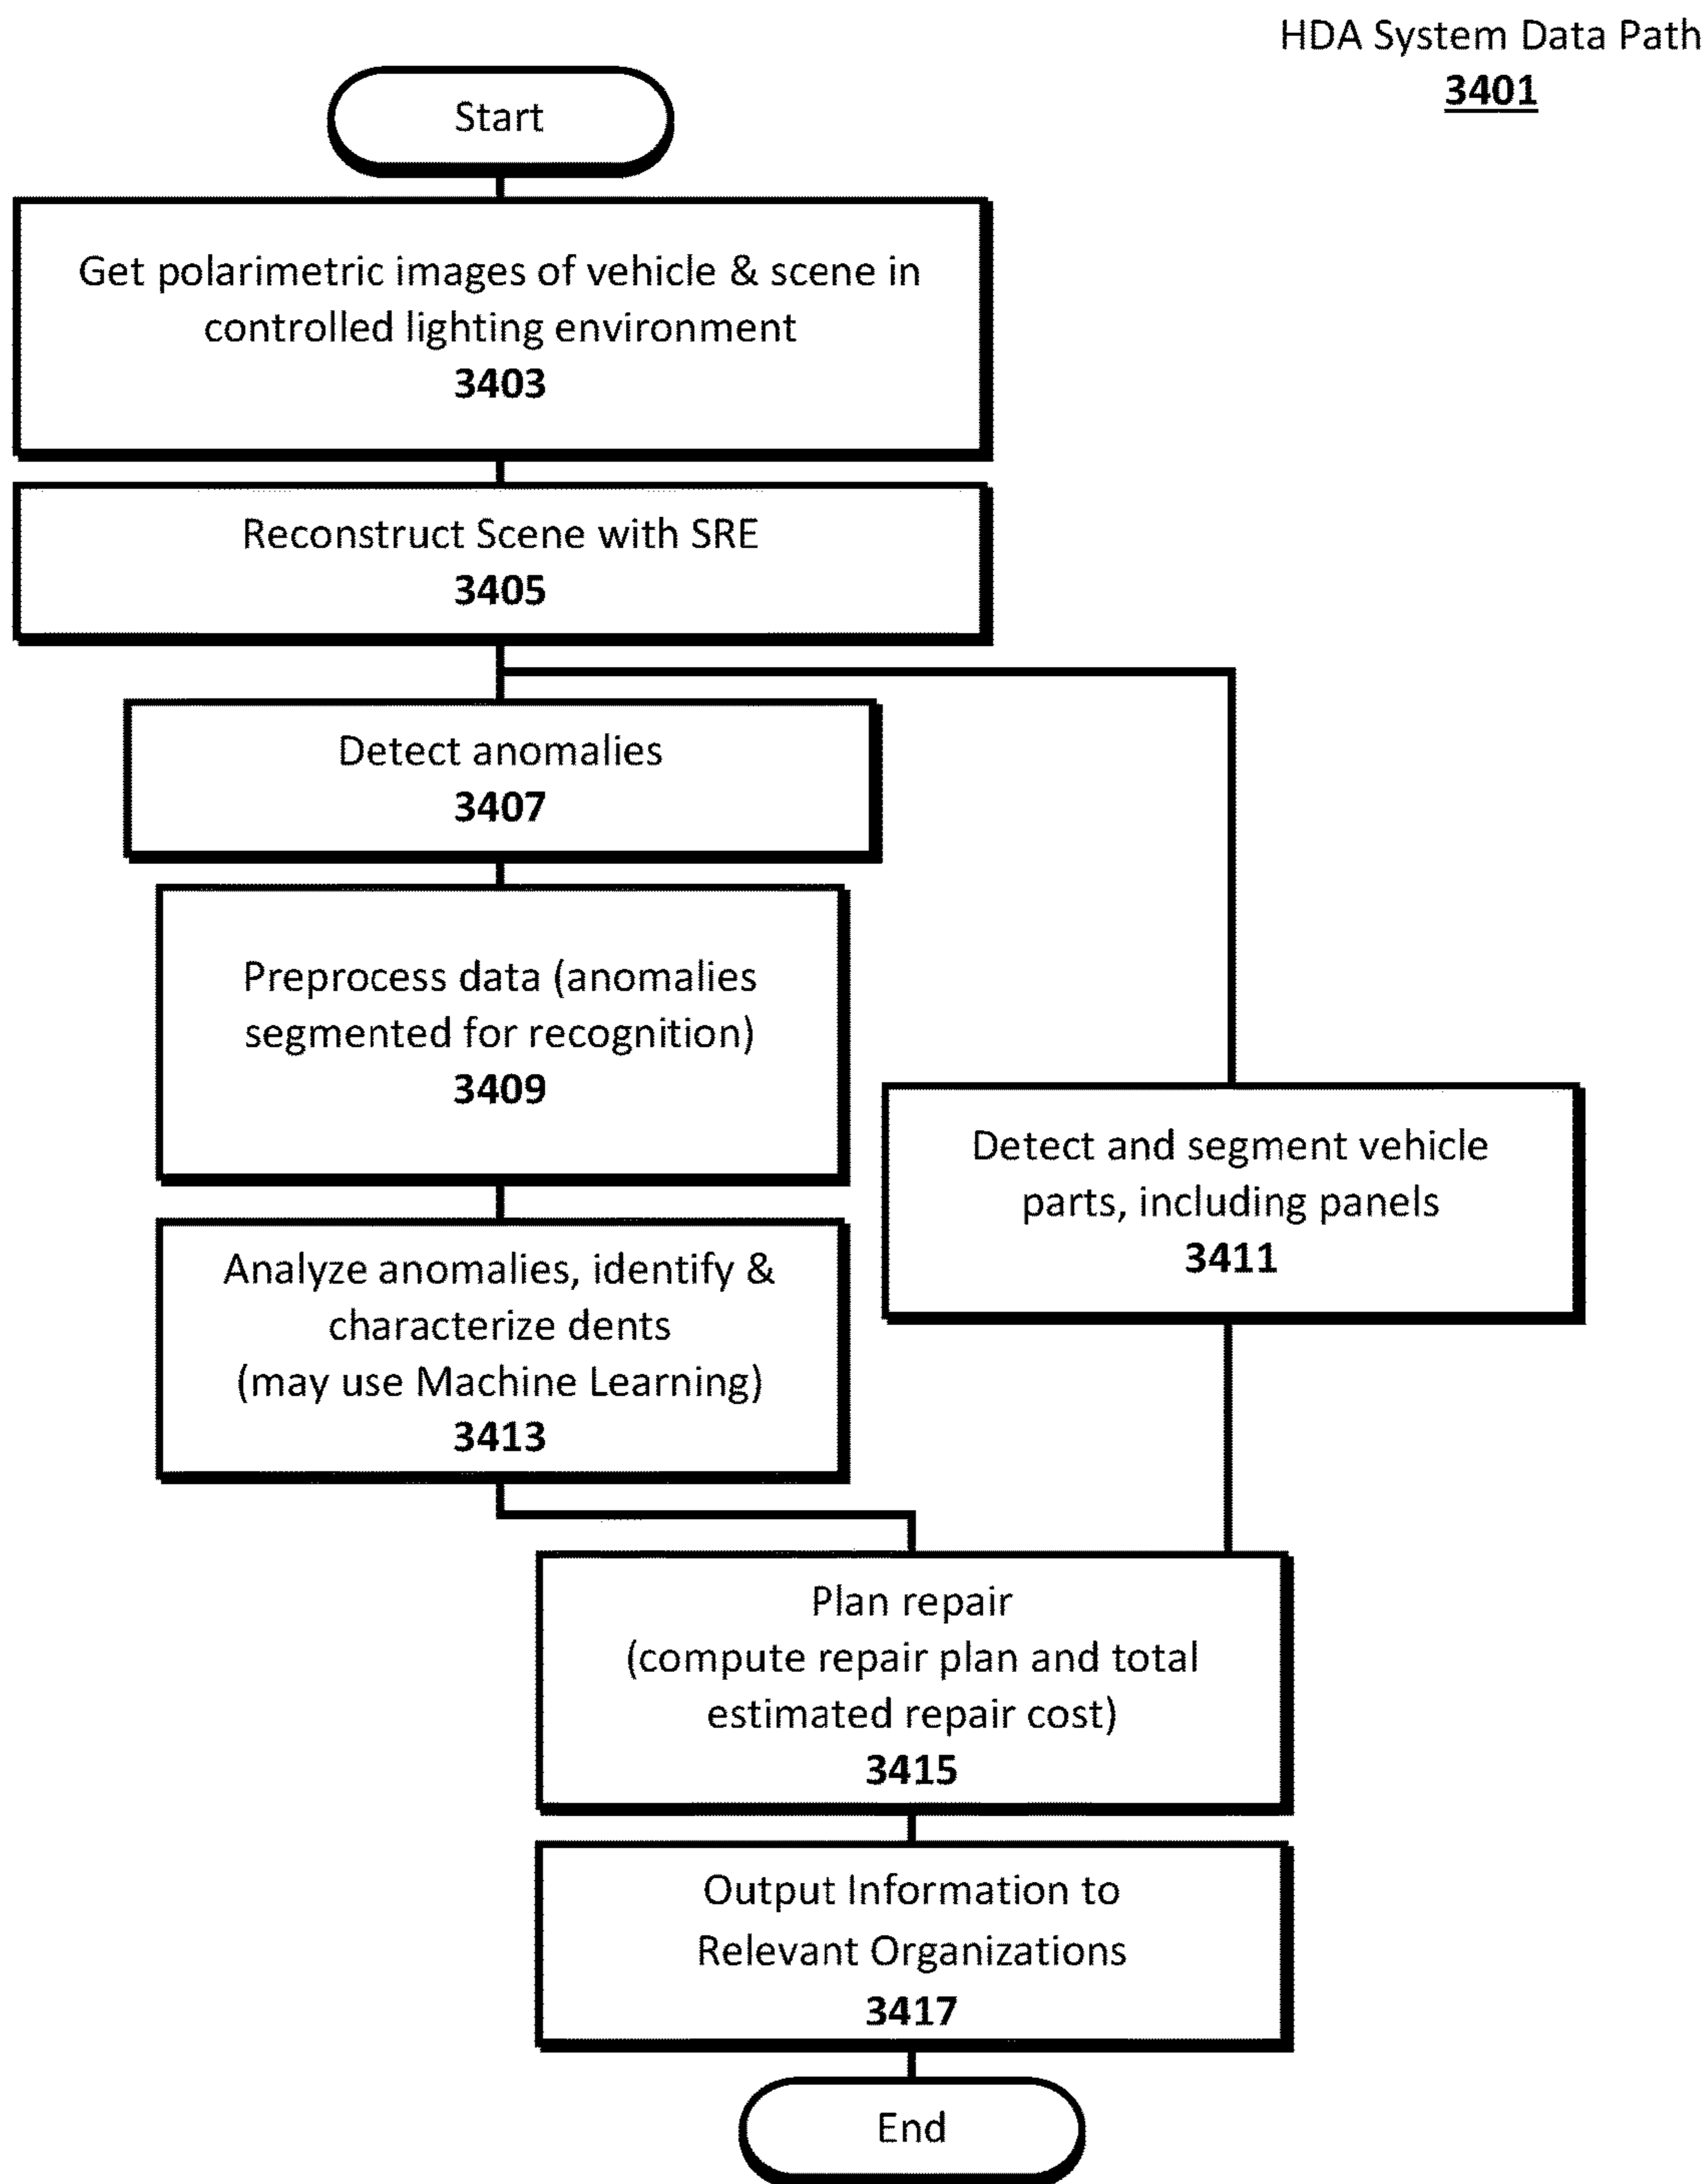 HDA System Data Path
3401
Start
Get polarimetric images of vehicle & scene in
controlled lighting environment
3403
Reconstruct Scene with SRE
3405
Detect anomalies
3407
Preprocess data (anomalies
segmented for recognition)
3409
Detect and segment vehicle
parts, including panels
3411
Analyze anomalies, identify &
characterize dents
(may use Machine Learning)
3413
Plan repair
(compute repair plan and total
estimated repair cost)
3415
Output Information to
Relevant Organizations
3417
End